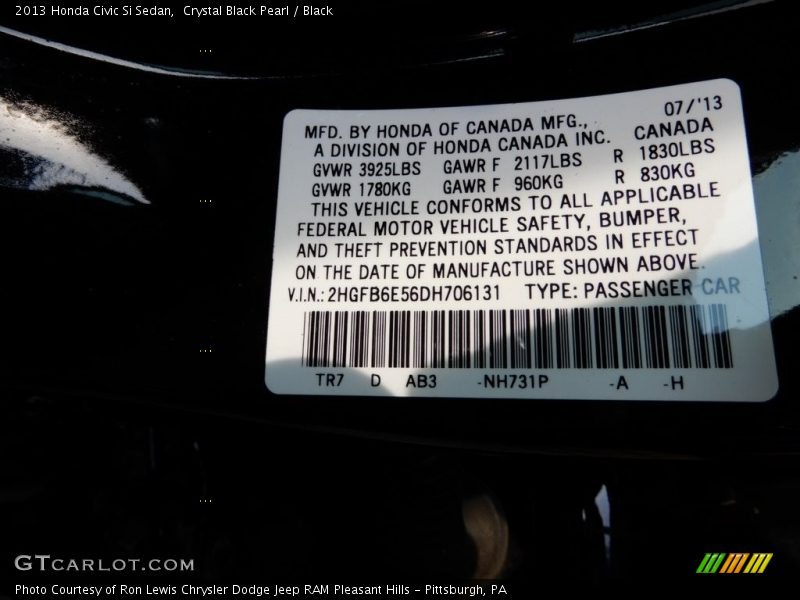 2013 Honda Civic Si Sedan,  Crystal Black Pearl / Black
07/'13
MFD. BY HONDA OF CANADA MFG.,
A DIVISION OF HONDA CANADA INC. CANADA
GVWR 3925LBS GAWR F 2117LBS R 1830LBS
GVWR 1780KG GAWR F 960KG R 830KG
THIS VEHICLE CONFORMS TO ALL APPLICABLE
FEDERAL MOTOR VEHICLE SAFETY, BUMPER,
AND THEFT PREVENTION STANDARDS IN EFFECT
ON THE DATE OF MANUFACTURE SHOWN ABOVE.
V.I.N.: 2HGFB6E56DH706131 TYPE: PASSENGER CAR
TR7 D AB3 -NH731P -A -H
GTCARLOT.COM
Photo Courtesy of Ron Lewis Chrysler Dodge Jeep RAM Pleasant Hills - Pittsburgh, PA